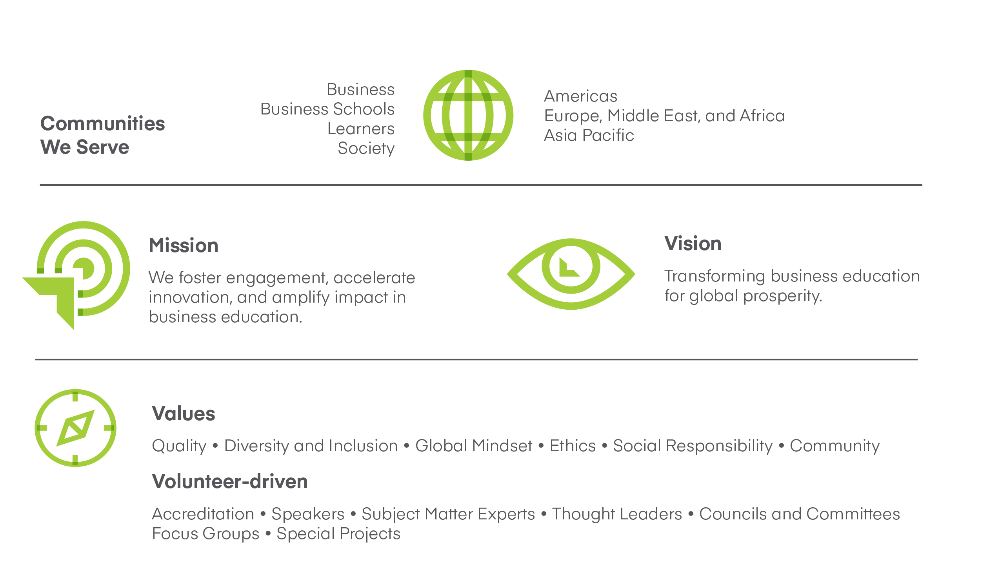 Communities
We Serve
Business
Business Schools
Learners
Society
Americas
Europe, Middle East, and Africa
Asia Pacific
Mission
We foster engagement, accelerate
innovation, and amplify impact in
business education.
Vision
Transforming business education
for global prosperity.
Values
Quality • Diversity and Inclusion • Global Mindset • Ethics • Social Responsibility • Community
Volunteer-driven
Accreditation • Speakers • Subject Matter Experts • Thought Leaders • Councils and Committees
Focus Groups • Special Projects